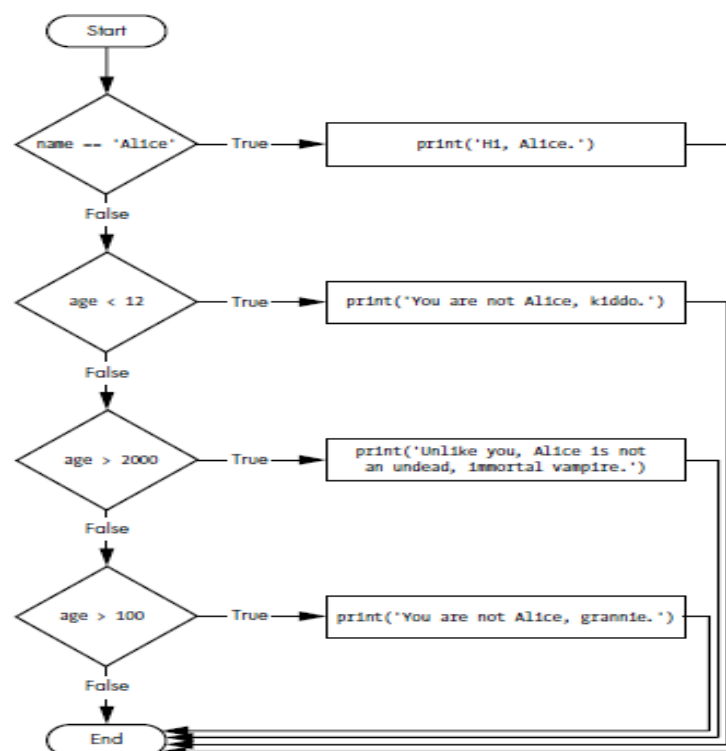 Start
name == 'Alice'
True
print('Hi, Alice.')
False
age < 12
True
print('You are not Alice, kiddo.')
False
age > 2000
True
print('Unlike you, Alice is not
an undead, immortal vampire.')
False
age > 100
True
print('You are not Alice, grannie.')
False
End